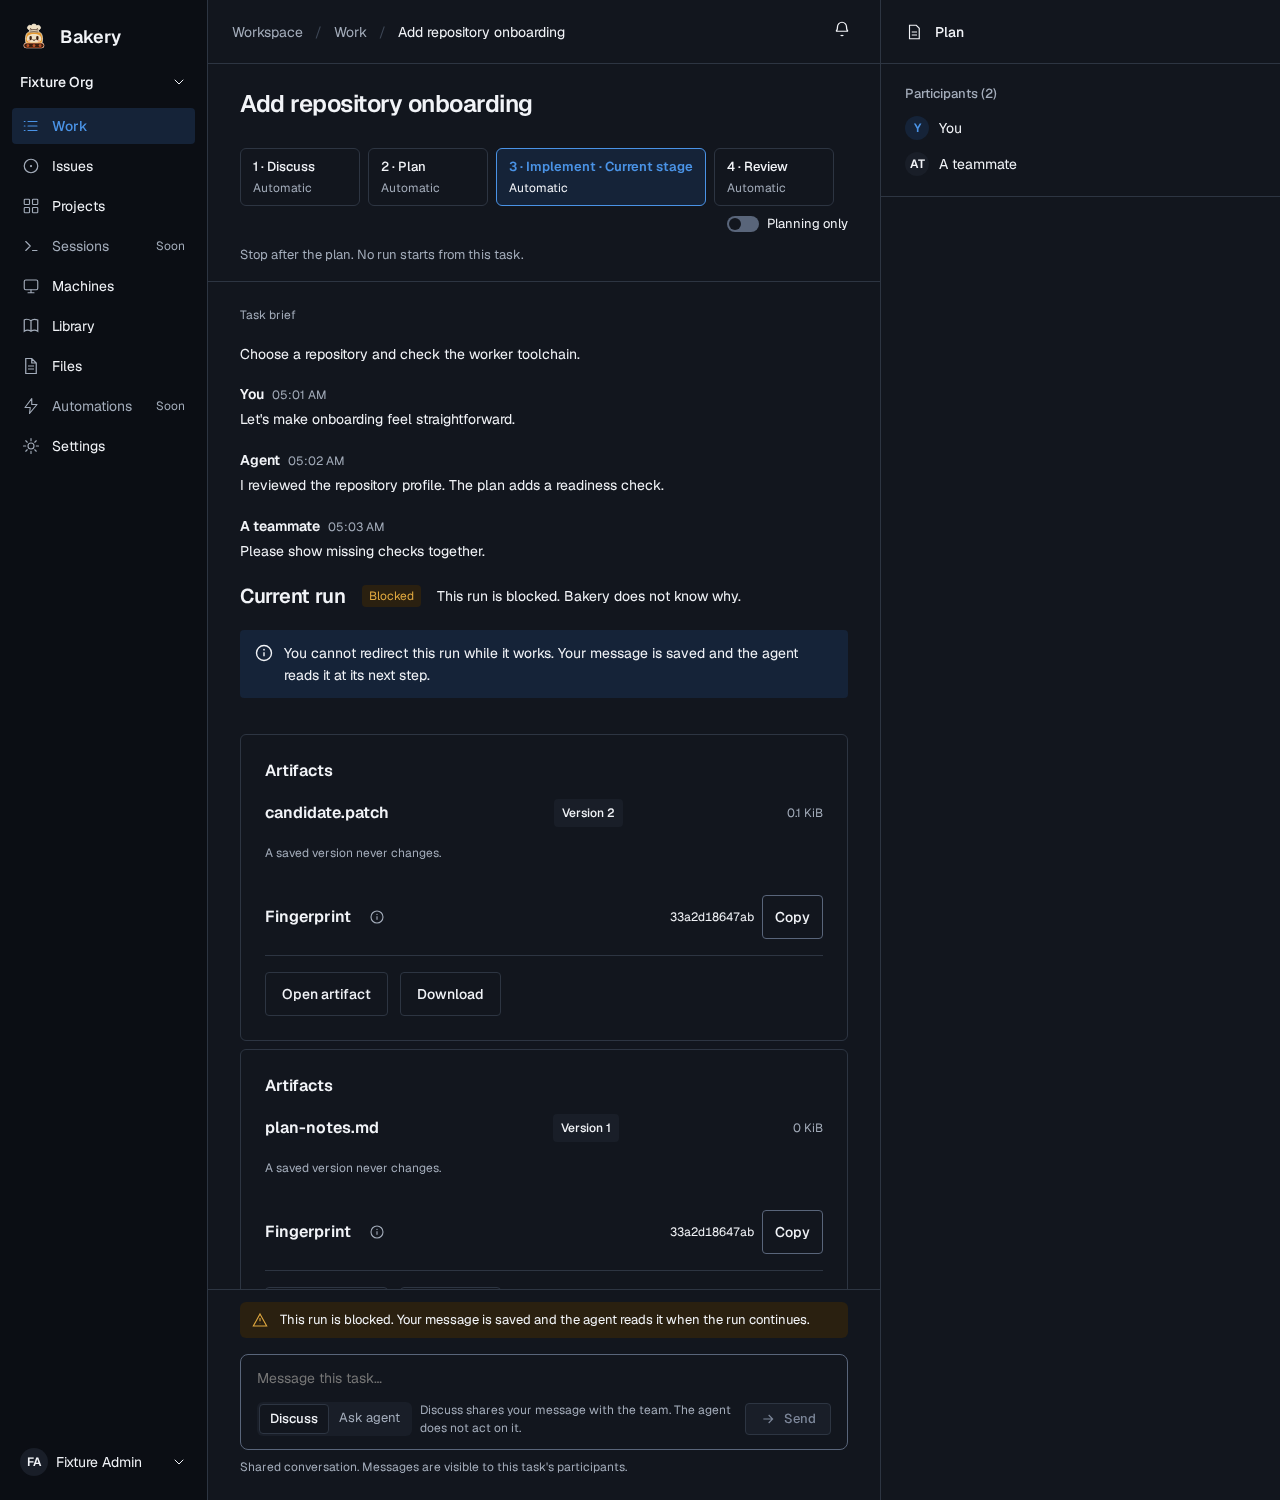 Bakery
Fixture Org
Work
Issues
Projects
Sessions Soon
Machines
Library
Files
Automations Soon
Settings
FA Fixture Admin
Workspace / Work / Add repository onboarding
Add repository onboarding
1 · Discuss
Automatic
2 · Plan
Automatic
3 · Implement · Current stage
Automatic
4 · Review
Automatic
Planning only
Stop after the plan. No run starts from this task.
Task brief
Choose a repository and check the worker toolchain.
You 05:01 AM
Let's make onboarding feel straightforward.
Agent 05:02 AM
I reviewed the repository profile. The plan adds a readiness check.
A teammate 05:03 AM
Please show missing checks together.
Current run Blocked This run is blocked. Bakery does not know why.
You cannot redirect this run while it works. Your message is saved and the agent
reads it at its next step.
Artifacts
candidate.patch Version 2 0.1 KiB
A saved version never changes.
Fingerprint 33a2d18647ab Copy
Open artifact Download
Artifacts
plan-notes.md Version 1 0 KiB
A saved version never changes.
Fingerprint 33a2d18647ab Copy
This run is blocked. Your message is saved and the agent reads it when the run continues.
Message this task...
Discuss Ask agent
Discuss shares your message with the team. The agent
does not act on it.
Send
Shared conversation. Messages are visible to this task's participants.
Plan
Participants (2)
Y You
AT A teammate